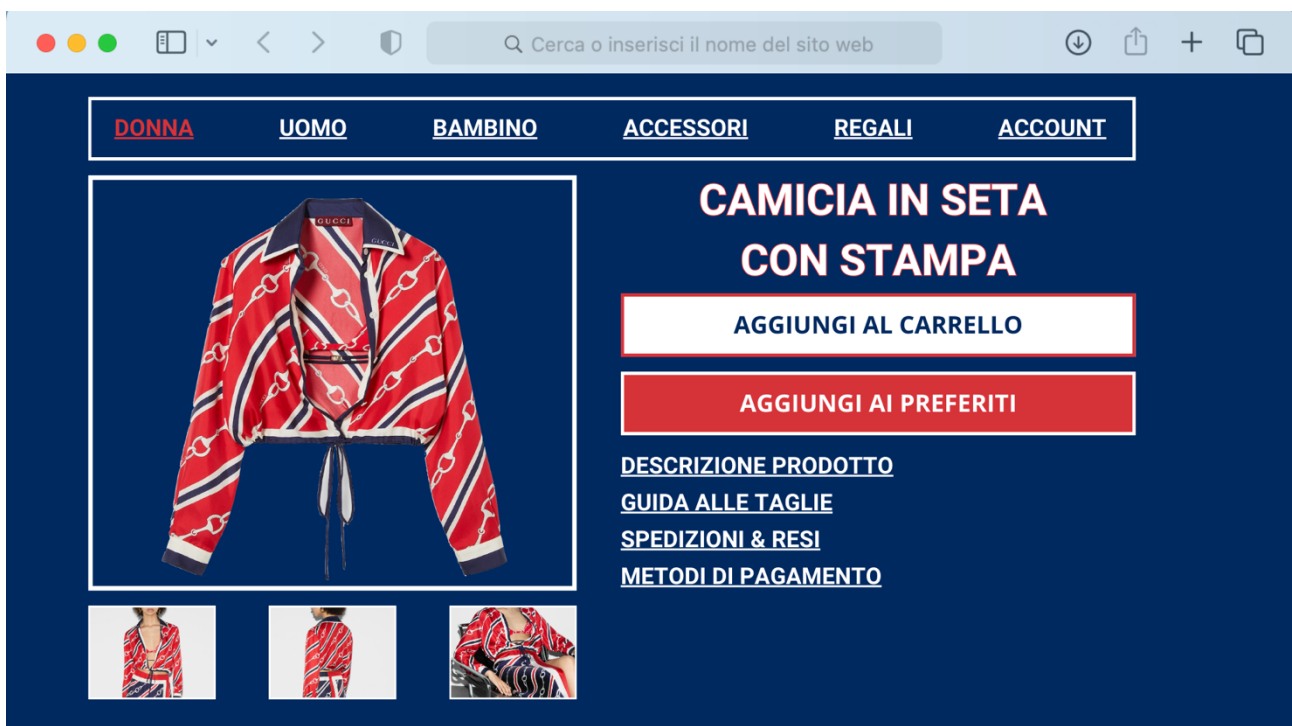 Cerca o inserisci il nome del sito web
DONNA UOMO BAMBINO ACCESSORI REGALI ACCOUNT
GUCCI
GUCCI
CAMICIA IN SETA
CON STAMPA
AGGIUNGI AL CARRELLO
AGGIUNGI AI PREFERITI
DESCRIZIONE PRODOTTO
GUIDA ALLE TAGLIE
SPEDIZIONI & RESI
METODI DI PAGAMENTO